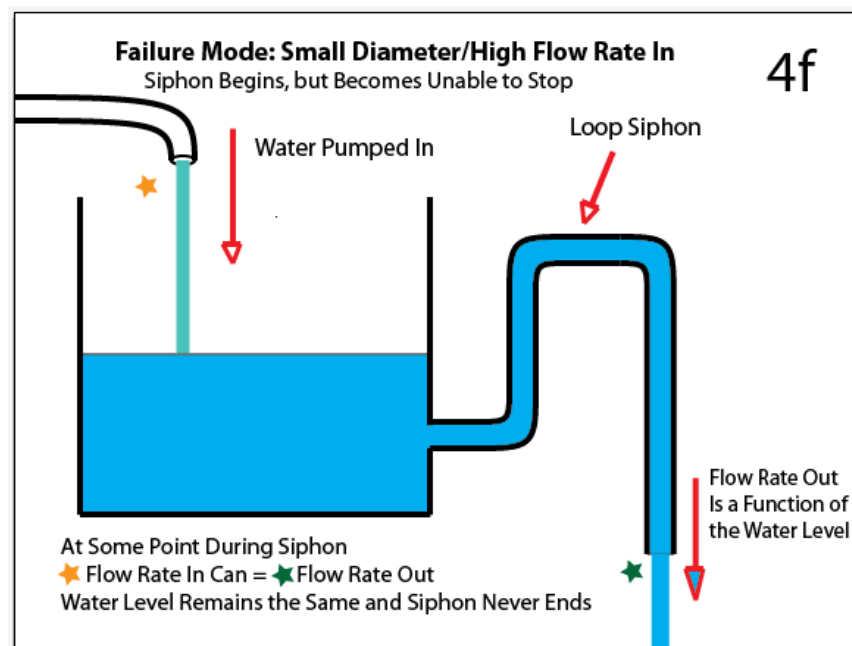 Failure Mode: Small Diameter/High Flow Rate In
Siphon Begins, but Becomes Unable to Stop
4f
Loop Siphon
Water Pumped In
Flow Rate Out
Is a Function of
the Water Level
At Some Point During Siphon
Flow Rate In Can = Flow Rate Out
Water Level Remains the Same and Siphon Never Ends